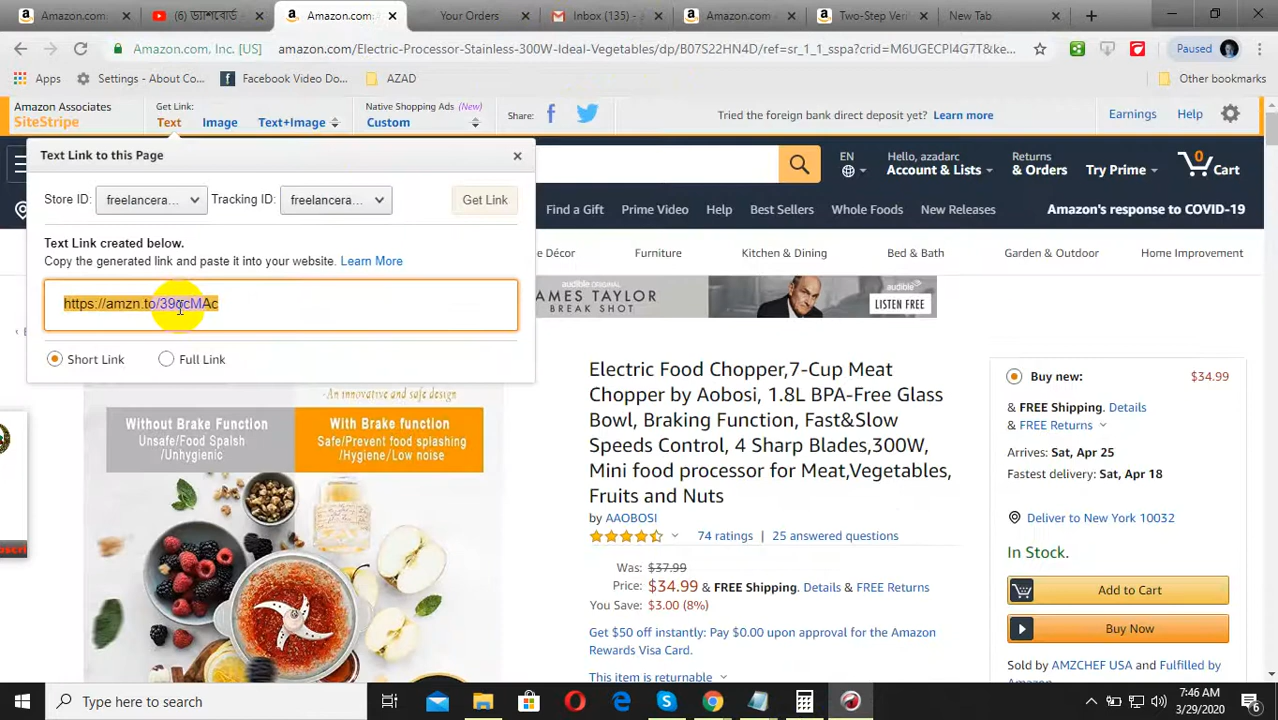 Amazon.com:
(6) ড্যাশবোর্ড -
Amazon.com:
Your Orders
Inbox (135) -
Amazon.com
Two-Step Veri
New Tab
Amazon.com, Inc. [US]
amazon.com/Electric-Processor-Stainless-300W-Ideal-Vegetables/dp/B07S22HN4D/ref=sr_1_1_sspa?crid=M6UGECPI4G7T&ke...
Paused
Apps
Settings - About Co...
Facebook Video Do...
AZAD
Other bookmarks
Amazon Associates
SiteStripe
Get Link:
Text
Image
Text+Image
Native Shopping Ads (New)
Custom
Share:
Tried the foreign bank direct deposit yet? Learn more
Earnings
Help
Text Link to this Page
Store ID: freelancera...
Tracking ID: freelancera...
Get Link
Text Link created below.
Copy the generated link and paste it into your website. Learn More
https://amzn.to/39qcMAc
Short Link
Full Link
EN
Hello, azadarc
Account & Lists
Returns
& Orders
Try Prime
0
Cart
Find a Gift
Prime Video
Help
Best Sellers
Whole Foods
New Releases
Amazon's response to COVID-19
Décor
Furniture
Kitchen & Dining
Bed & Bath
Garden & Outdoor
Home Improvement
audible ORIGINAL
AMES TAYLOR
BREAK SHOT
audible
LISTEN FREE
-An innovative and safe design
Without Brake Function
Unsafe/Food Spalsh
/Unhygienic
With Brake function
Safe/Prevent food splashing
/Hygiene/Low noise
Electric Food Chopper,7-Cup Meat
Chopper by Aobosi, 1.8L BPA-Free Glass
Bowl, Braking Function, Fast&Slow
Speeds Control, 4 Sharp Blades,300W,
Mini food processor for Meat,Vegetables,
Fruits and Nuts
by AAOBOSI
74 ratings | 25 answered questions
Was: $37.99
Price: $34.99 & FREE Shipping. Details & FREE Returns
You Save: $3.00 (8%)
Get $50 off instantly: Pay $0.00 upon approval for the Amazon
Rewards Visa Card.
This item is returnable
Buy new:
$34.99
& FREE Shipping. Details
& FREE Returns
Arrives: Sat, Apr 25
Fastest delivery: Sat, Apr 18
Deliver to New York 10032
In Stock.
Add to Cart
Buy Now
Sold by AMZCHEF USA and Fulfilled by
Amazon.
Type here to search
7:46 AM
3/29/2020
6